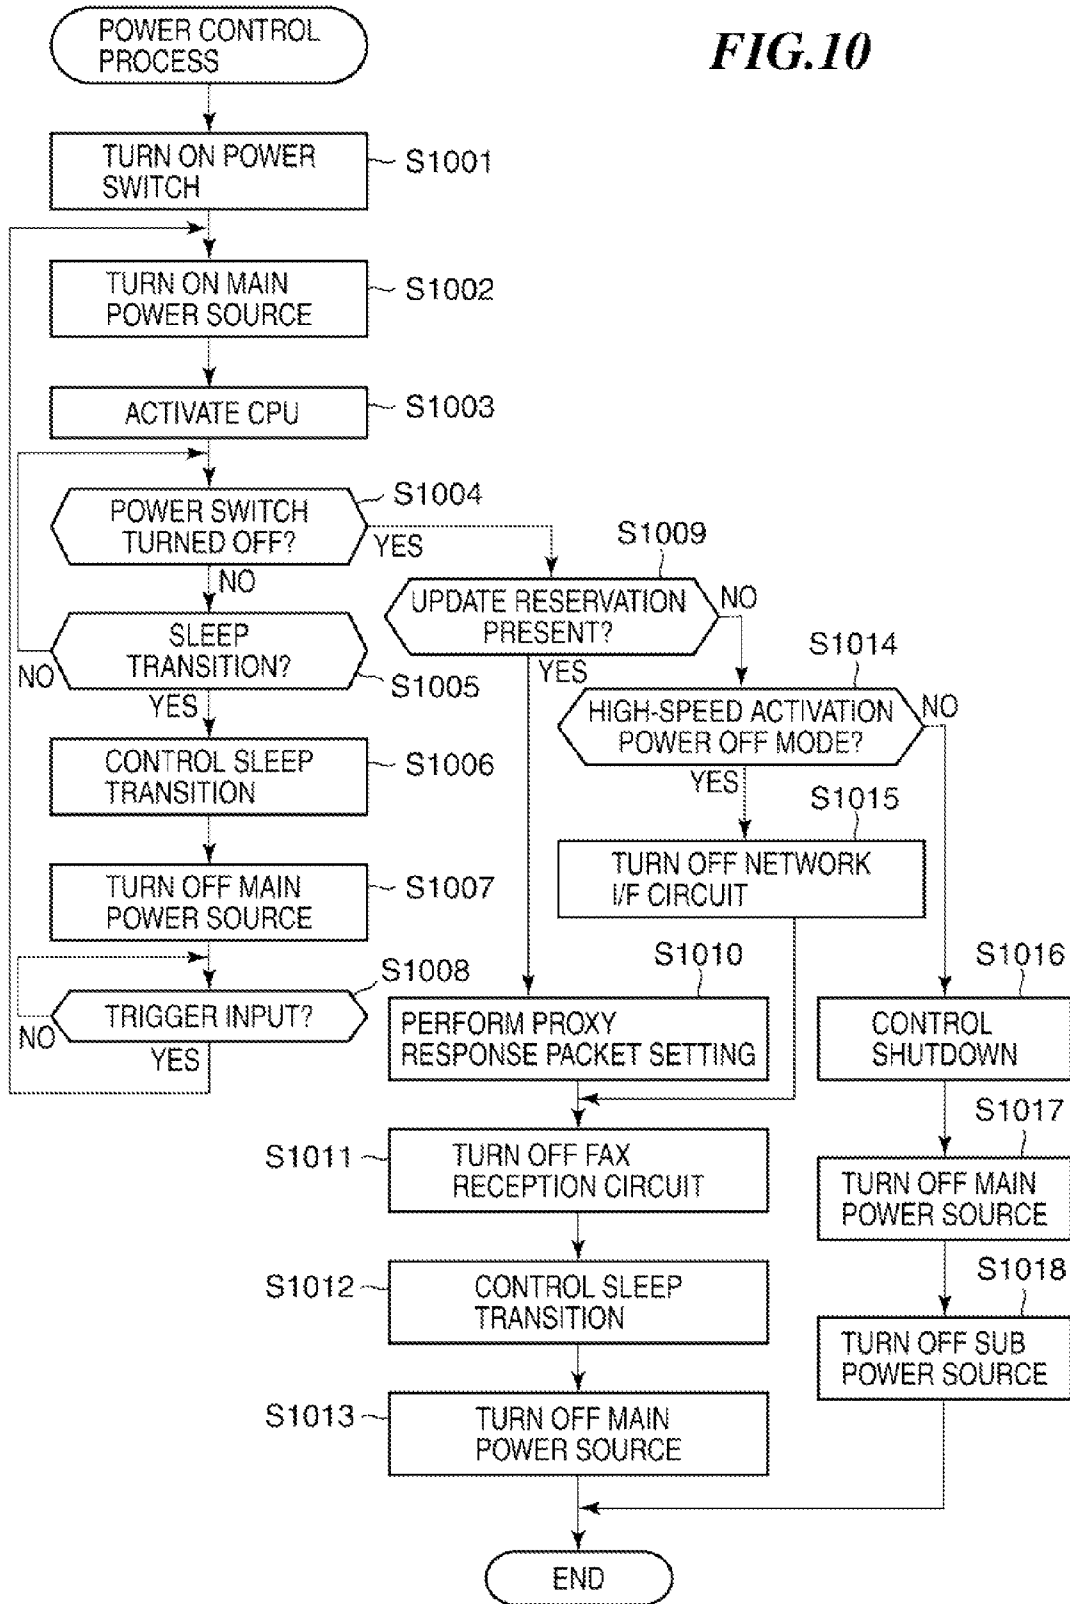 FIG.10
POWER CONTROL
PROCESS
TURN ON POWER
SWITCH
S1001
TURN ON MAIN
POWER SOURCE
S1002
ACTIVATE CPU
S1003
POWER SWITCH
TURNED OFF?
S1004
YES
NO
SLEEP
TRANSITION?
S1005
NO
YES
CONTROL SLEEP
TRANSITION
S1006
TURN OFF MAIN
POWER SOURCE
S1007
TRIGGER INPUT?
S1008
NO
YES
UPDATE RESERVATION
PRESENT?
S1009
NO
YES
HIGH-SPEED ACTIVATION
POWER OFF MODE?
S1014
NO
YES
TURN OFF NETWORK
I/F CIRCUIT
S1015
PERFORM PROXY
RESPONSE PACKET SETTING
S1010
TURN OFF FAX
RECEPTION CIRCUIT
S1011
CONTROL SLEEP
TRANSITION
S1012
TURN OFF MAIN
POWER SOURCE
S1013
CONTROL
SHUTDOWN
S1016
TURN OFF MAIN
POWER SOURCE
S1017
TURN OFF SUB
POWER SOURCE
S1018
END